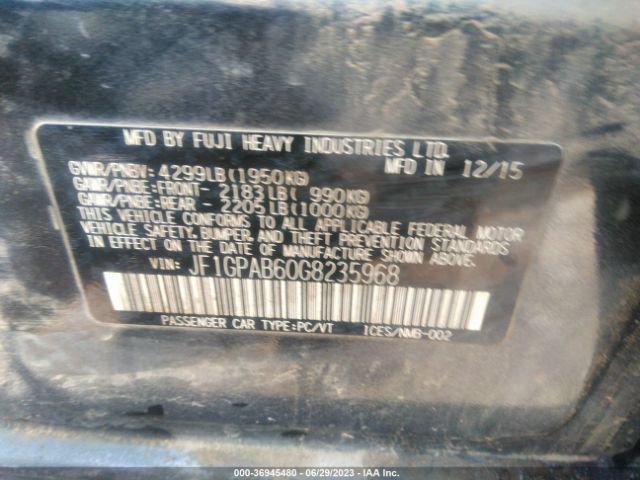 MFD BY FUJI HEAVY INDUSTRIES LTD.
GVWR/PNBV: 4299LB(1950KG) MFD IN 12/15
GAWR/PNBE:FRONT- 2183LB( 990KG)
GAWR/PNBE:REAR - 2205LB(1000KG)
THIS VEHICLE CONFORMS TO ALL APPLICABLE FEDERAL MOTOR
VEHICLE SAFETY, BUMPER, AND THEFT PREVENTION STANDARDS
IN EFFECT ON THE DATE OF MANUFACTURE SHOWN ABOVE.
VIN: JF1GPAB60G8235968
PASSENGER CAR TYPE:PC/VT ICES/NMB-002
000-36945480 - 06/29/2023 - IAA Inc.